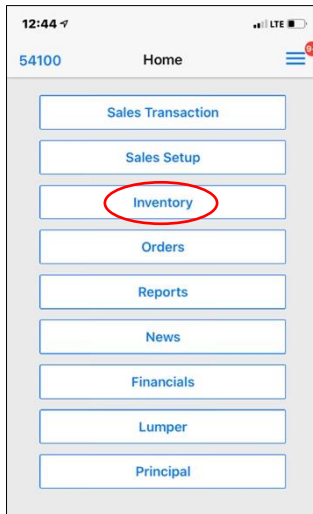 12:44 LTE
54100 Home
Sales Transaction
Sales Setup
Inventory
Orders
Reports
News
Financials
Lumper
Principal